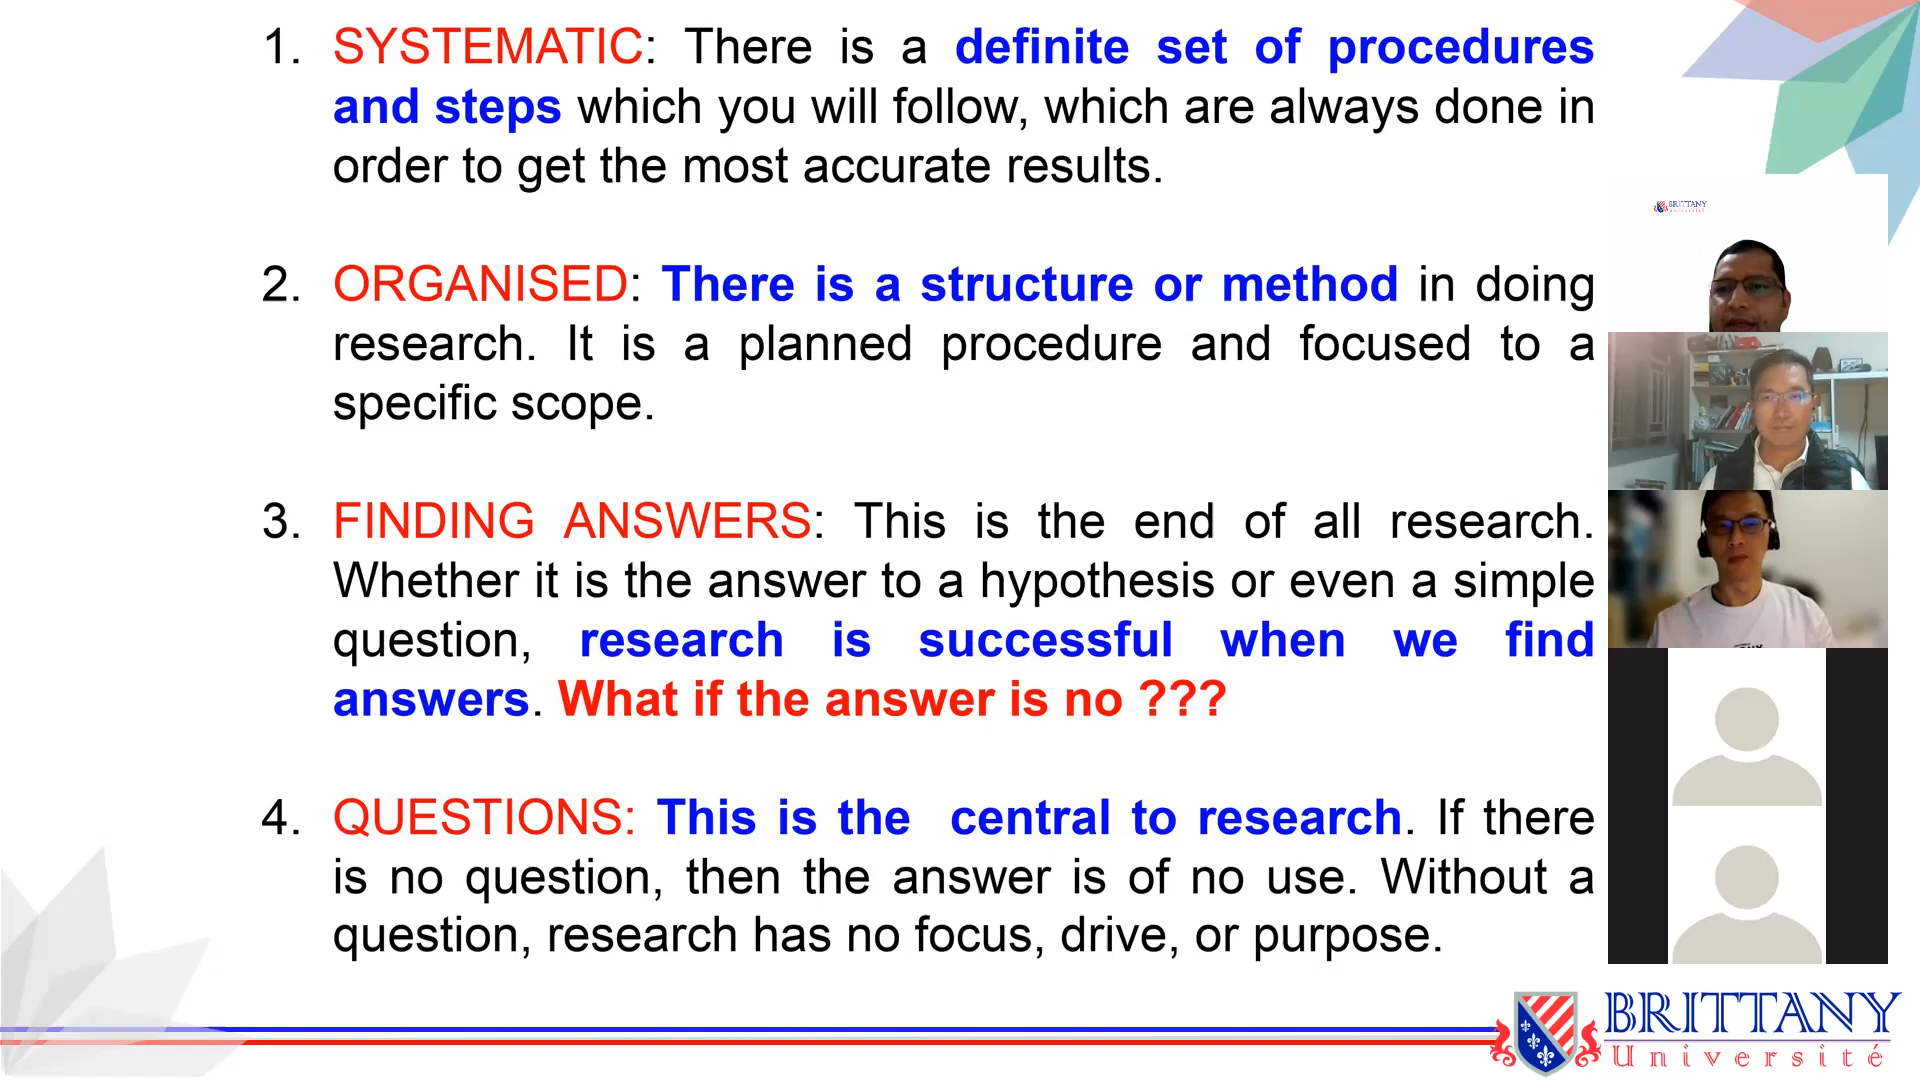 1. SYSTEMATIC: There is a definite set of procedures
and steps which you will follow, which are always done in
order to get the most accurate results.
2. ORGANISED: There is a structure or method in doing
research. It is a planned procedure and focused to a
specific scope.
3. FINDING ANSWERS: This is the end of all research.
Whether it is the answer to a hypothesis or even a simple
question, research is successful when we find
answers. What if the answer is no ???
4. QUESTIONS: This is the central to research. If there
is no question, then the answer is of no use. Without a
question, research has no focus, drive, or purpose.
BRITTANY
Université
BRITTANY
Université